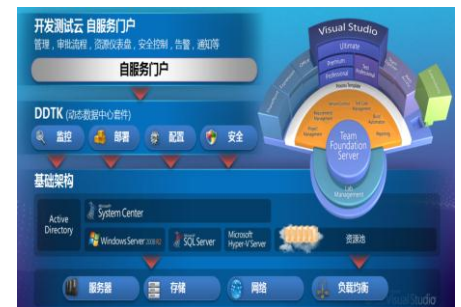 开发测试云 自服务门户
管理，审批流程，资源仪表盘，安全控制，告警，通知等
自服务门户
DDTK (动态数据中心套件)
监控
部署
配置
安全
基础架构
Active
Directory
System Center
Windows Server 2008 R2
SQL Server
Microsoft
Hyper-V Server
资源池
服务器
存储
网络
负载均衡
Visual Studio
Ultimate
Premium
Professional
Test
Professional
Team
Foundation
Server
Lab
Management
Visual Studio